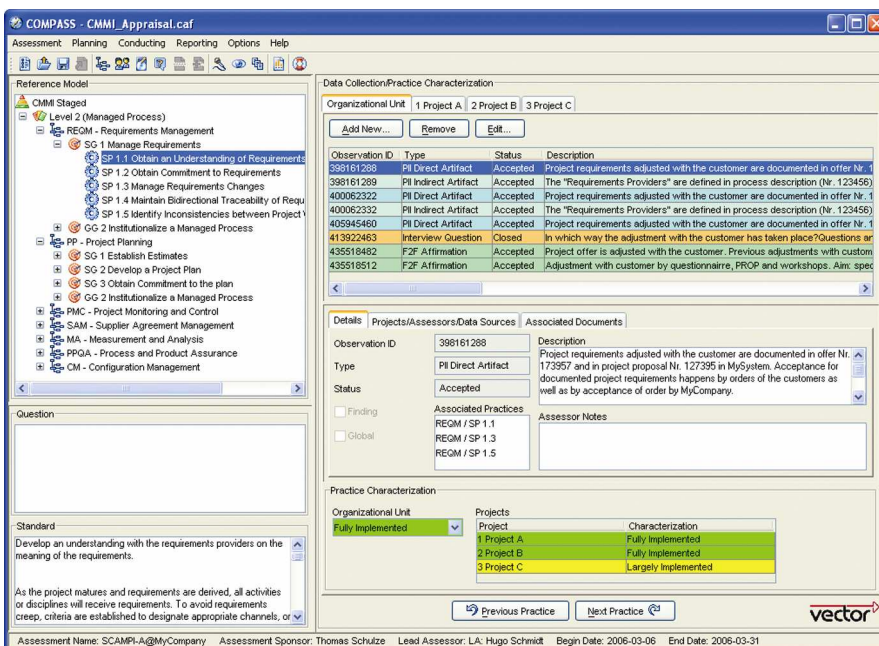 COMPASS - CMMI_Appraisal.caf
Assessment Planning Conducting Reporting Options Help
Reference Model
CMMI Staged
Level 2 (Managed Process)
REQM - Requirements Management
SG 1 Manage Requirements
SP 1.1 Obtain an Understanding of Requirements
SP 1.2 Obtain Commitment to Requirements
SP 1.3 Manage Requirements Changes
SP 1.4 Maintain Bidirectional Traceability of Requ
SP 1.5 Identify Inconsistencies between Project
GG 2 Institutionalize a Managed Process
PP - Project Planning
SG 1 Establish Estimates
SG 2 Develop a Project Plan
SG 3 Obtain Commitment to the plan
GG 2 Institutionalize a Managed Process
PMC - Project Monitoring and Control
SAM - Supplier Agreement Management
MA - Measurement and Analysis
PPQA - Process and Product Assurance
CM - Configuration Management
Question
Standard
Develop an understanding with the requirements providers on the
meaning of the requirements.
As the project matures and requirements are derived, all activities
or disciplines will receive requirements. To avoid requirements
creep, criteria are established to designate appropriate channels, or
Data Collection/Practice Characterization
Organizational Unit 1 Project A 2 Project B 3 Project C
Add New... Remove Edit...
Observation ID Type Status Description
398161288 PII Direct Artifact Accepted Project requirements adjusted with the customer are documented in offer Nr. 1
398161289 PII Indirect Artifact Accepted The "Requirements Providers" are defined in process description (Nr. 123456)
400062322 PII Direct Artifact Accepted Project requirements adjusted with the customer are documented in offer Nr. 1
400062332 PII Indirect Artifact Accepted The "Requirements Providers" are defined in process description (Nr. 123456)
405945460 PII Direct Artifact Accepted Project requirements adjusted with the customer are documented in offer Nr. 1
413922463 Interview Question Closed In which way the adjustment with the customer has taken place?Questions an
435518482 F2F Affirmation Accepted Project offer is adjusted with the customer. Previous adjustments with custom
435518512 F2F Affirmation Accepted Adjustment with customer by questionnairre, PROP and workshops. Aim: spec
Details Projects/Assessors/Data Sources Associated Documents
Observation ID 398161288
Type PII Direct Artifact
Status Accepted
Finding
Global
Associated Practices
REQM / SP 1.1
REQM / SP 1.3
REQM / SP 1.5
Description
Project requirements adjusted with the customer are documented in offer Nr.
173957 and in project proposal Nr. 127395 in MySystem. Acceptance for
documented project requirements happens by orders of the customers as
well as by acceptance of order by MyCompany.
Assessor Notes
Practice Characterization
Organizational Unit
Fully Implemented
Projects
Project Characterization
1 Project A Fully Implemented
2 Project B Fully Implemented
3 Project C Largely Implemented
Previous Practice Next Practice
vector
Assessment Name: SCAMPI-A@MyCompany Assessment Sponsor: Thomas Schulze Lead Assessor: LA: Hugo Schmidt Begin Date: 2006-03-06 End Date: 2006-03-31